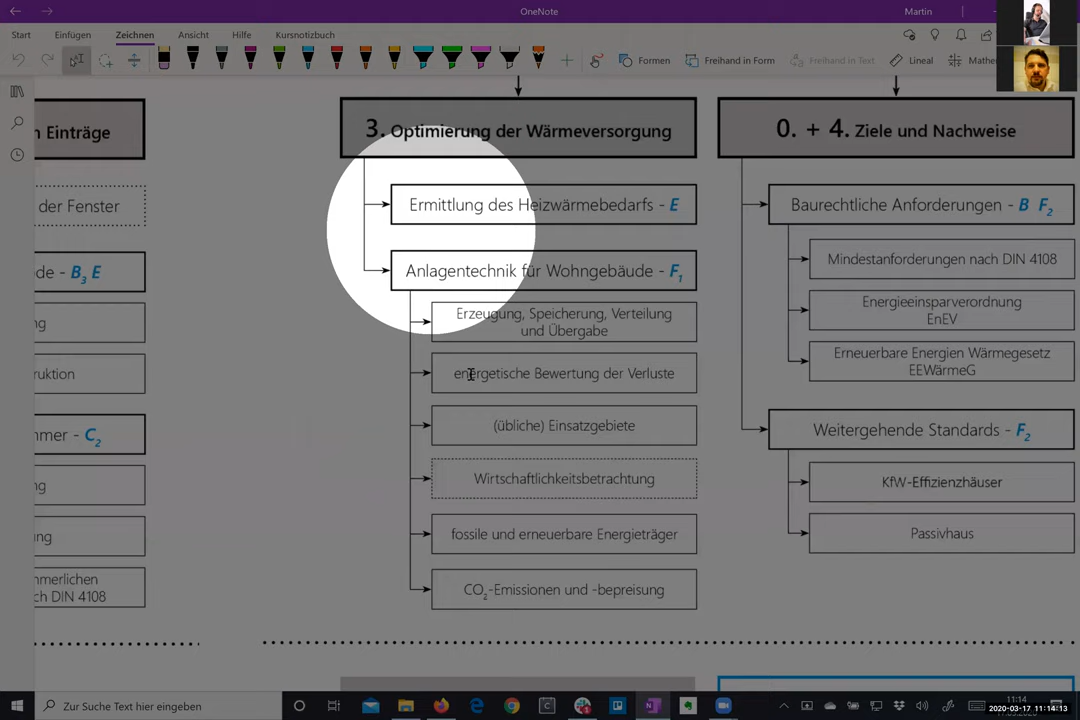 OneNote
Martin
Start
Einfügen
Zeichnen
Ansicht
Hilfe
Kursnotizbuch
Formen
Freihand in Form
Freihand in Text
Lineal
Mathe
n Einträge
der Fenster
de - B3 E
ng
ruktion
mer - C2
ng
ung
mmerlichen
ch DIN 4108
3. Optimierung der Wärmeversorgung
Ermittlung des Heizwärmebedarfs - E
Anlagentechnik für Wohngebäude - F1
Erzeugung, Speicherung, Verteilung
und Übergabe
energetische Bewertung der Verluste
(übliche) Einsatzgebiete
Wirtschaftlichkeitsbetrachtung
fossile und erneuerbare Energieträger
CO2-Emissionen und -bepreisung
0. + 4. Ziele und Nachweise
Baurechtliche Anforderungen - B F2
Mindestanforderungen nach DIN 4108
Energieeinsparverordnung
EnEV
Erneuerbare Energien Wärmegesetz
EEWärmeG
Weitergehende Standards - F2
KfW-Effizienzhäuser
Passivhaus
Zur Suche Text hier eingeben
11:14
2020-03-17 11:14:13